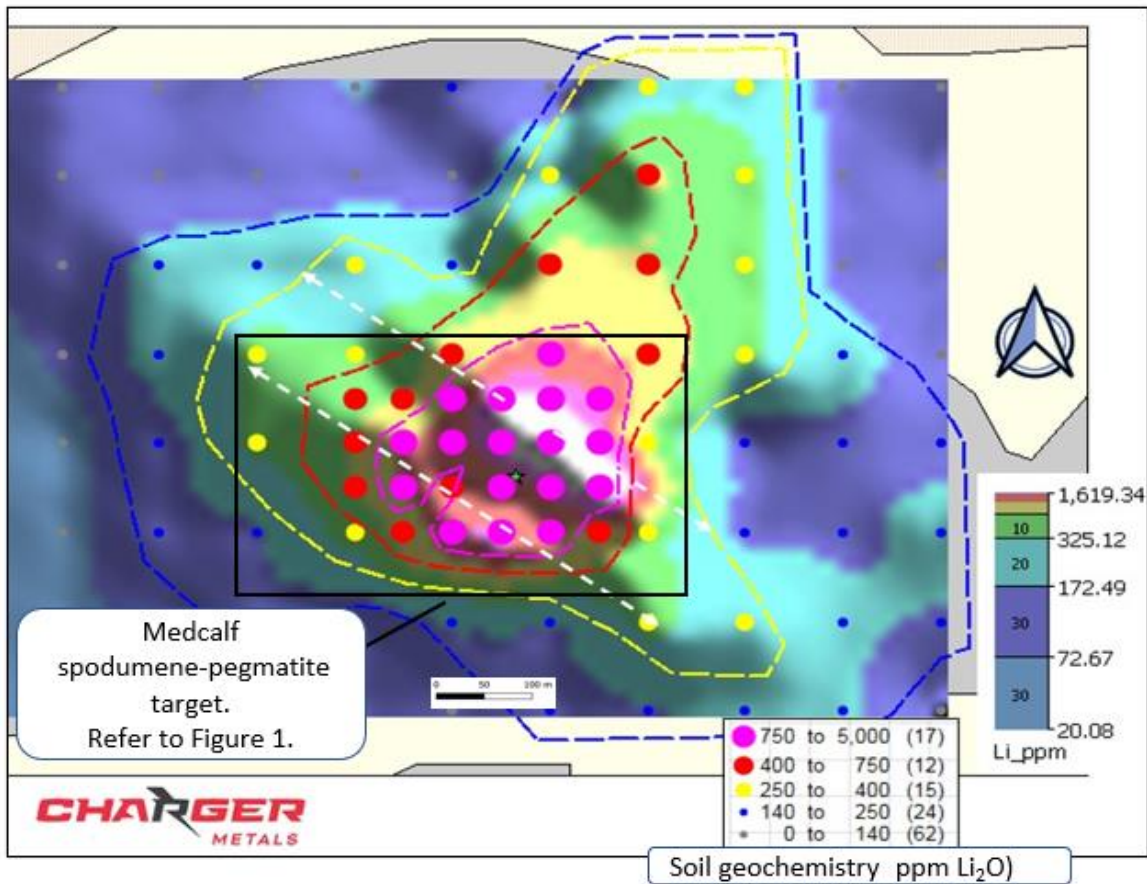 1,619.34
10
325.12
20
172.49
30
72.67
30
20.08
Li_ppm
Medcalf
spodumene-pegmatite
target.
Refer to Figure 1.
0 50 100 m
750 to 5,000 (17)
400 to 750 (12)
250 to 400 (15)
140 to 250 (24)
0 to 140 (62)
CHARGER
METALS
Soil geochemistry ppm Li₂O)